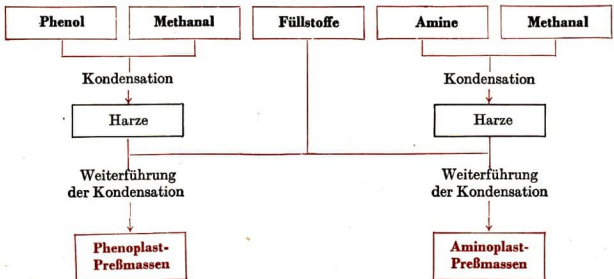 Phenol Methanal Füllstoffe Amine Methanal
Kondensation Kondensation
Harze Harze
Weiterführung Weiterführung
der Kondensation der Kondensation
Phenoplast- Aminoplast-
Preßmassen Preßmassen